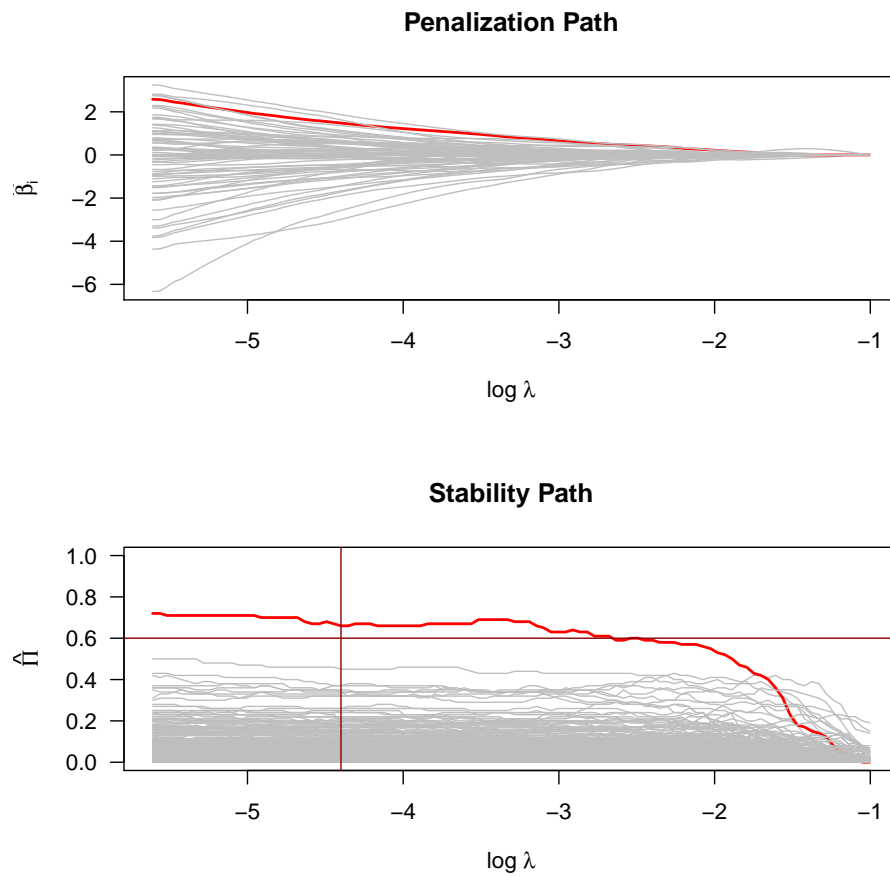 Penalization Path
2
0
−2
−4
−6
β̂i
−5 −4 −3 −2 −1
log λ
Stability Path
1.0
0.8
0.6
0.4
0.2
0.0
Π̂
−5 −4 −3 −2 −1
log λ